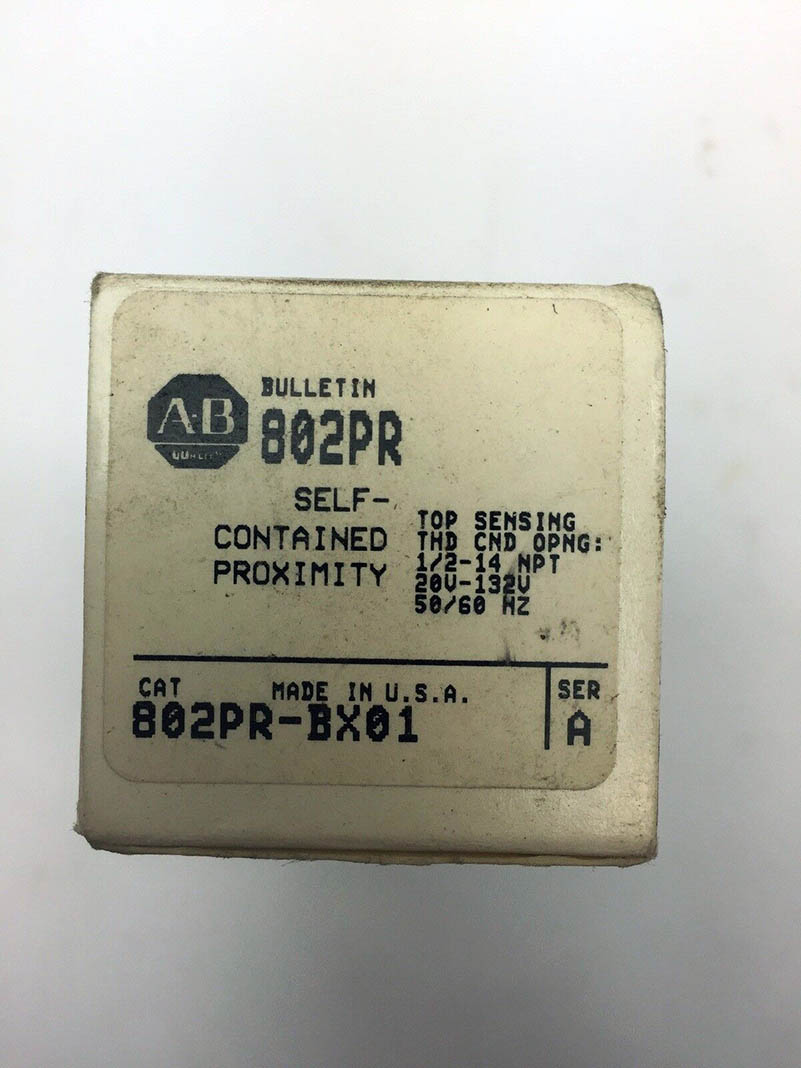 A-B
QUALITY
BULLETIN
802PR
SELF-
CONTAINED
PROXIMITY
TOP SENSING
THD CND OPNG:
1/2-14 NPT
20V-132V
50/60 HZ
CAT
MADE IN U.S.A.
802PR-BX01
SER
A